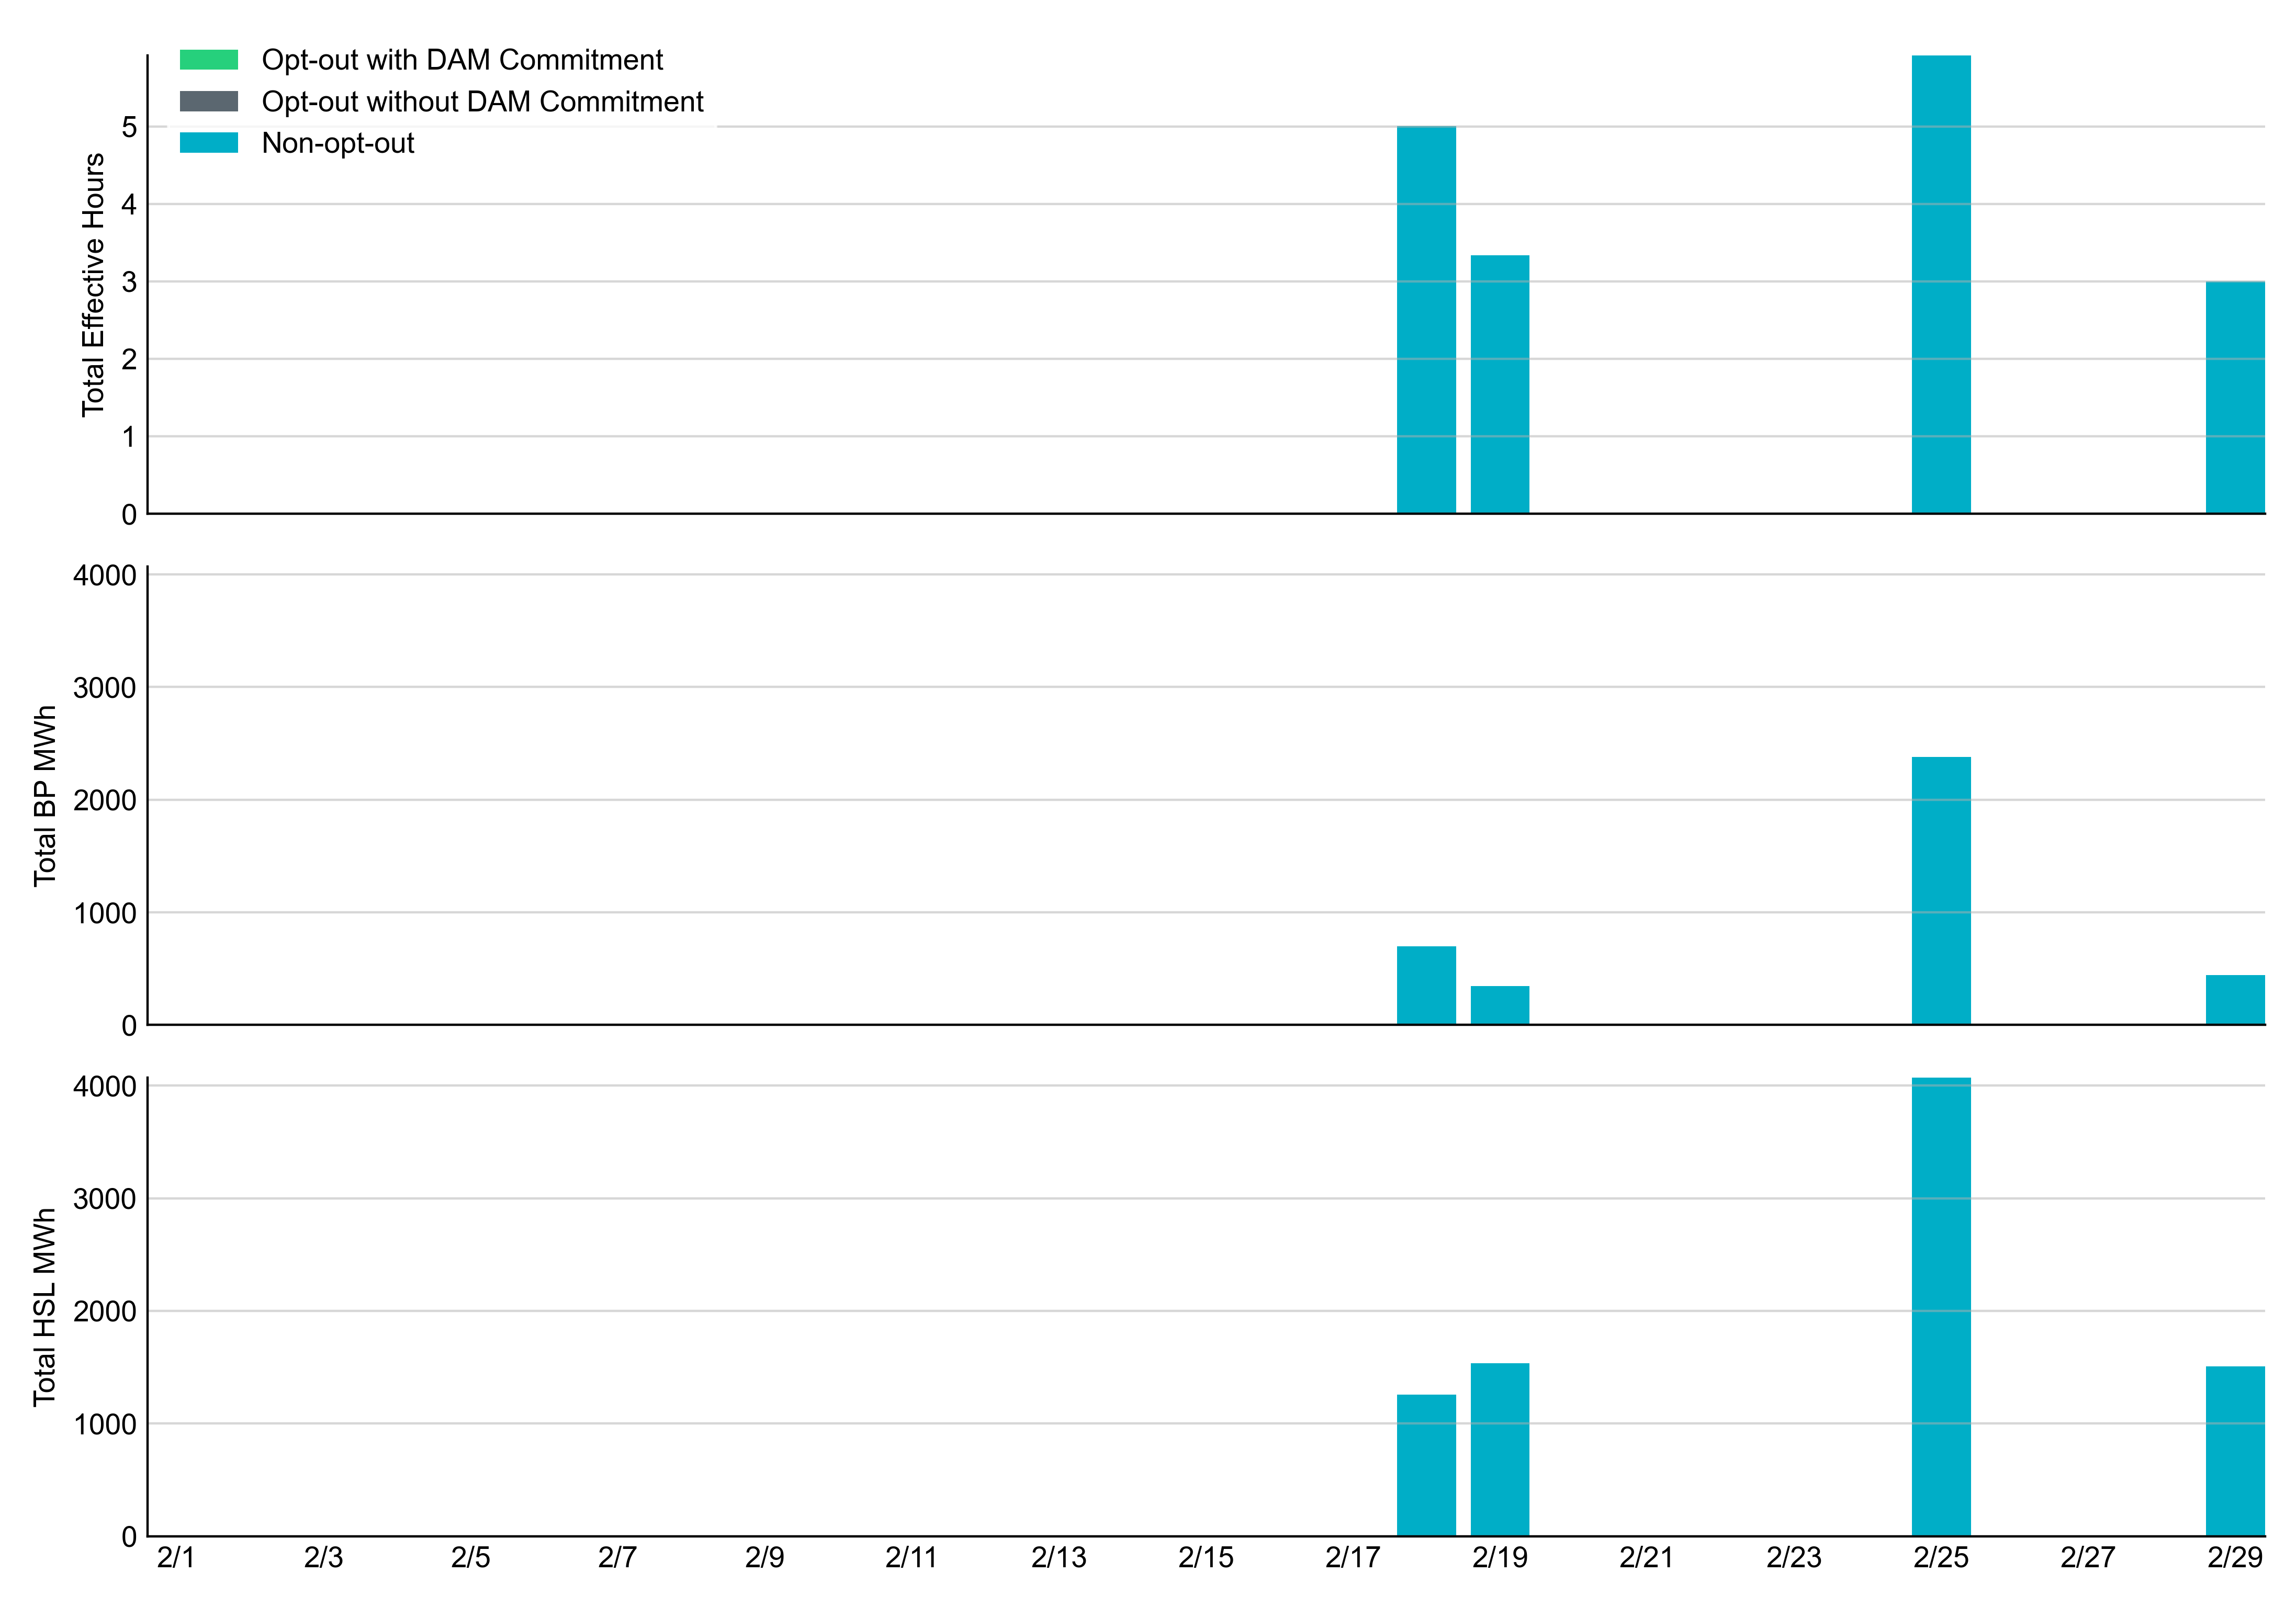 Opt-out with DAM Commitment
Opt-out without DAM Commitment
Non-opt-out
Total Effective Hours
5
4
3
2
1
0
Total BP MWh
4000
3000
2000
1000
0
Total HSL MWh
4000
3000
2000
1000
0
2/1 2/3 2/5 2/7 2/9 2/11 2/13 2/15 2/17 2/19 2/21 2/23 2/25 2/27 2/29